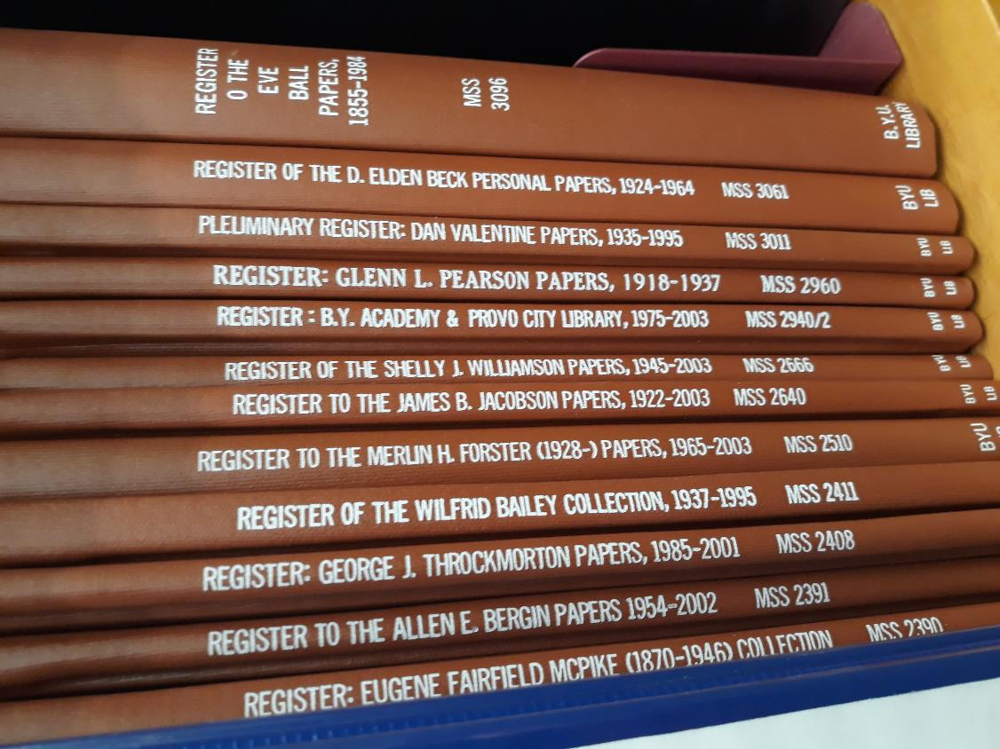 REGISTER
O THE
EVE
BALL
PAPERS,
1855-1984
MSS
3096
B.Y.U.
LIBRARY
REGISTER OF THE D. ELDEN BECK PERSONAL PAPERS, 1924-1964 MSS 3061
BYU
LIB
PLELIMINARY REGISTER: DAN VALENTINE PAPERS, 1935-1995 MSS 3011
BYU
LIB
REGISTER: GLENN L. PEARSON PAPERS, 1918-1937 MSS 2960
BYU
LIB
REGISTER : B.Y. ACADEMY & PROVO CITY LIBRARY, 1975-2003 MSS 2940/2
BYU
LIB
REGISTER OF THE SHELLY J. WILLIAMSON PAPERS, 1945-2003 MSS 2666
BYU
LIB
REGISTER TO THE JAMES B. JACOBSON PAPERS, 1922-2003 MSS 2640
BYU
LIB
REGISTER TO THE MERLIN H. FORSTER (1928-) PAPERS, 1965-2003 MSS 2510
BYU
REGISTER OF THE WILFRID BAILEY COLLECTION, 1937-1995 MSS 2411
REGISTER: GEORGE J. THROCKMORTON PAPERS, 1985-2001 MSS 2408
REGISTER TO THE ALLEN E. BERGIN PAPERS 1954-2002 MSS 2391
REGISTER: EUGENE FAIRFIELD MCPIKE (1870-1946) COLLECTION MSS 2390